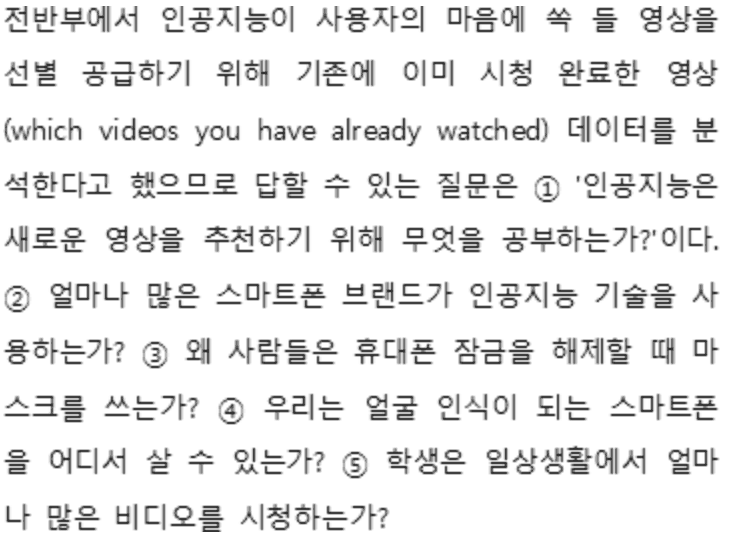 전반부에서 인공지능이 사용자의 마음에 쏙 들 영상을
선별 공급하기 위해 기존에 이미 시청 완료한 영상
(which videos you have already watched) 데이터를 분
석한다고 했으므로 답할 수 있는 질문은 ① '인공지능은
새로운 영상을 추천하기 위해 무엇을 공부하는가?'이다.
② 얼마나 많은 스마트폰 브랜드가 인공지능 기술을 사
용하는가? ③ 왜 사람들은 휴대폰 잠금을 해제할 때 마
스크를 쓰는가? ④ 우리는 얼굴 인식이 되는 스마트폰
을 어디서 살 수 있는가? ⑤ 학생은 일상생활에서 얼마
나 많은 비디오를 시청하는가?